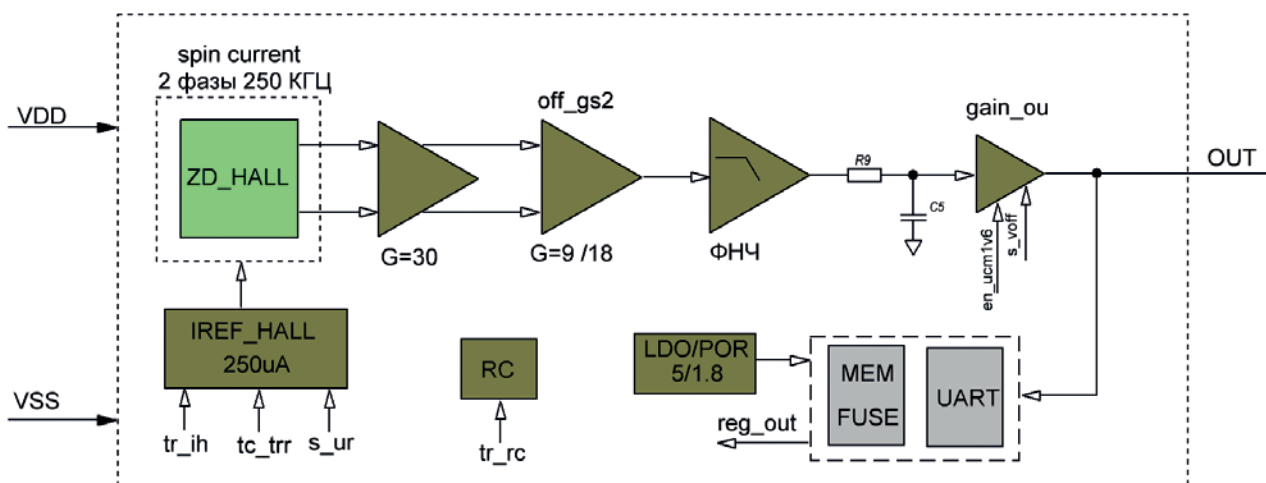 spin current
2 фазы 250 КГЦ
off_gs2
gain_ou
VDD
ZD_HALL
R9
C5
OUT
G=30
G=9 /18
ФНЧ
en_ucm1v6
s_voff
IREF_HALL
250uA
RC
LDO/POR
5/1.8
MEM
FUSE
UART
VSS
tr_ih
tc_trr
s_ur
tr_rc
reg_out